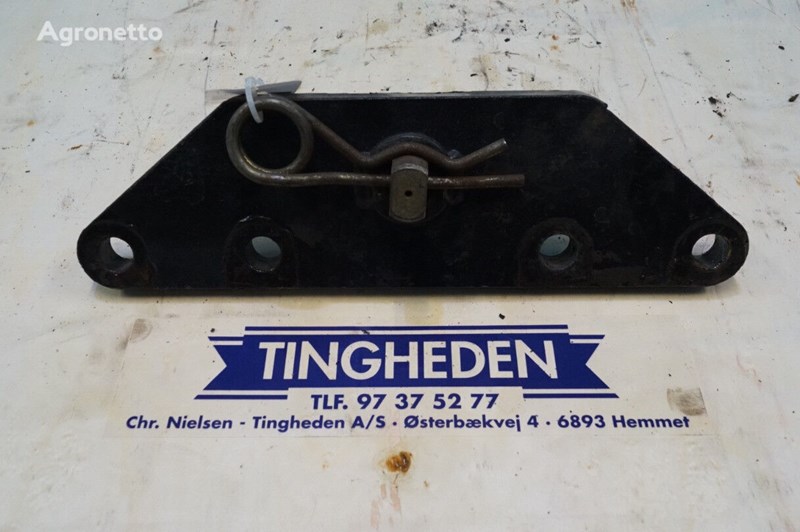 Agronetto
TINGHEDEN
TLF. 97 37 52 77
Chr. Nielsen - Tingheden A/S · Østerbækvej 4 · 6893 Hemmet